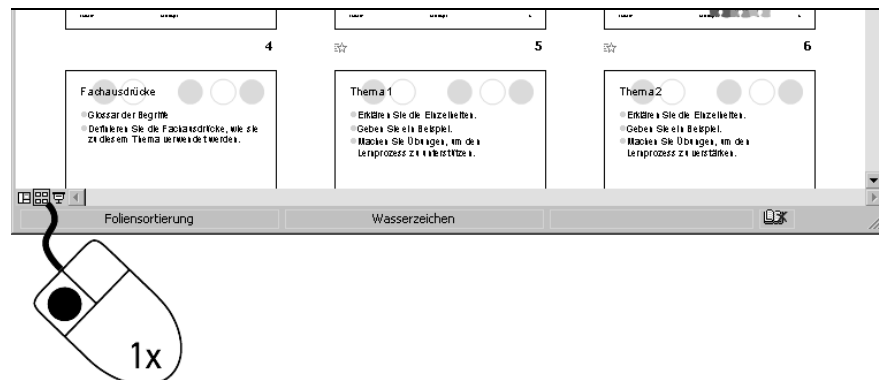 4
5
6
Fachausdrücke
Glossar der Begriffe
Definieren Sie die Fachausdrücke, wie sie
zu diesem Thema verwendet werden.
Thema 1
Erklären Sie die Einzelheiten.
Geben Sie ein Beispiel.
Machen Sie Übungen, um den
Lernprozess zu unterstützen.
Thema 2
Erklären Sie die Einzelheiten.
Geben Sie ein Beispiel.
Machen Sie Übungen, um den
Lernprozess zu verstärken.
Foliensortierung
Wasserzeichen
1x